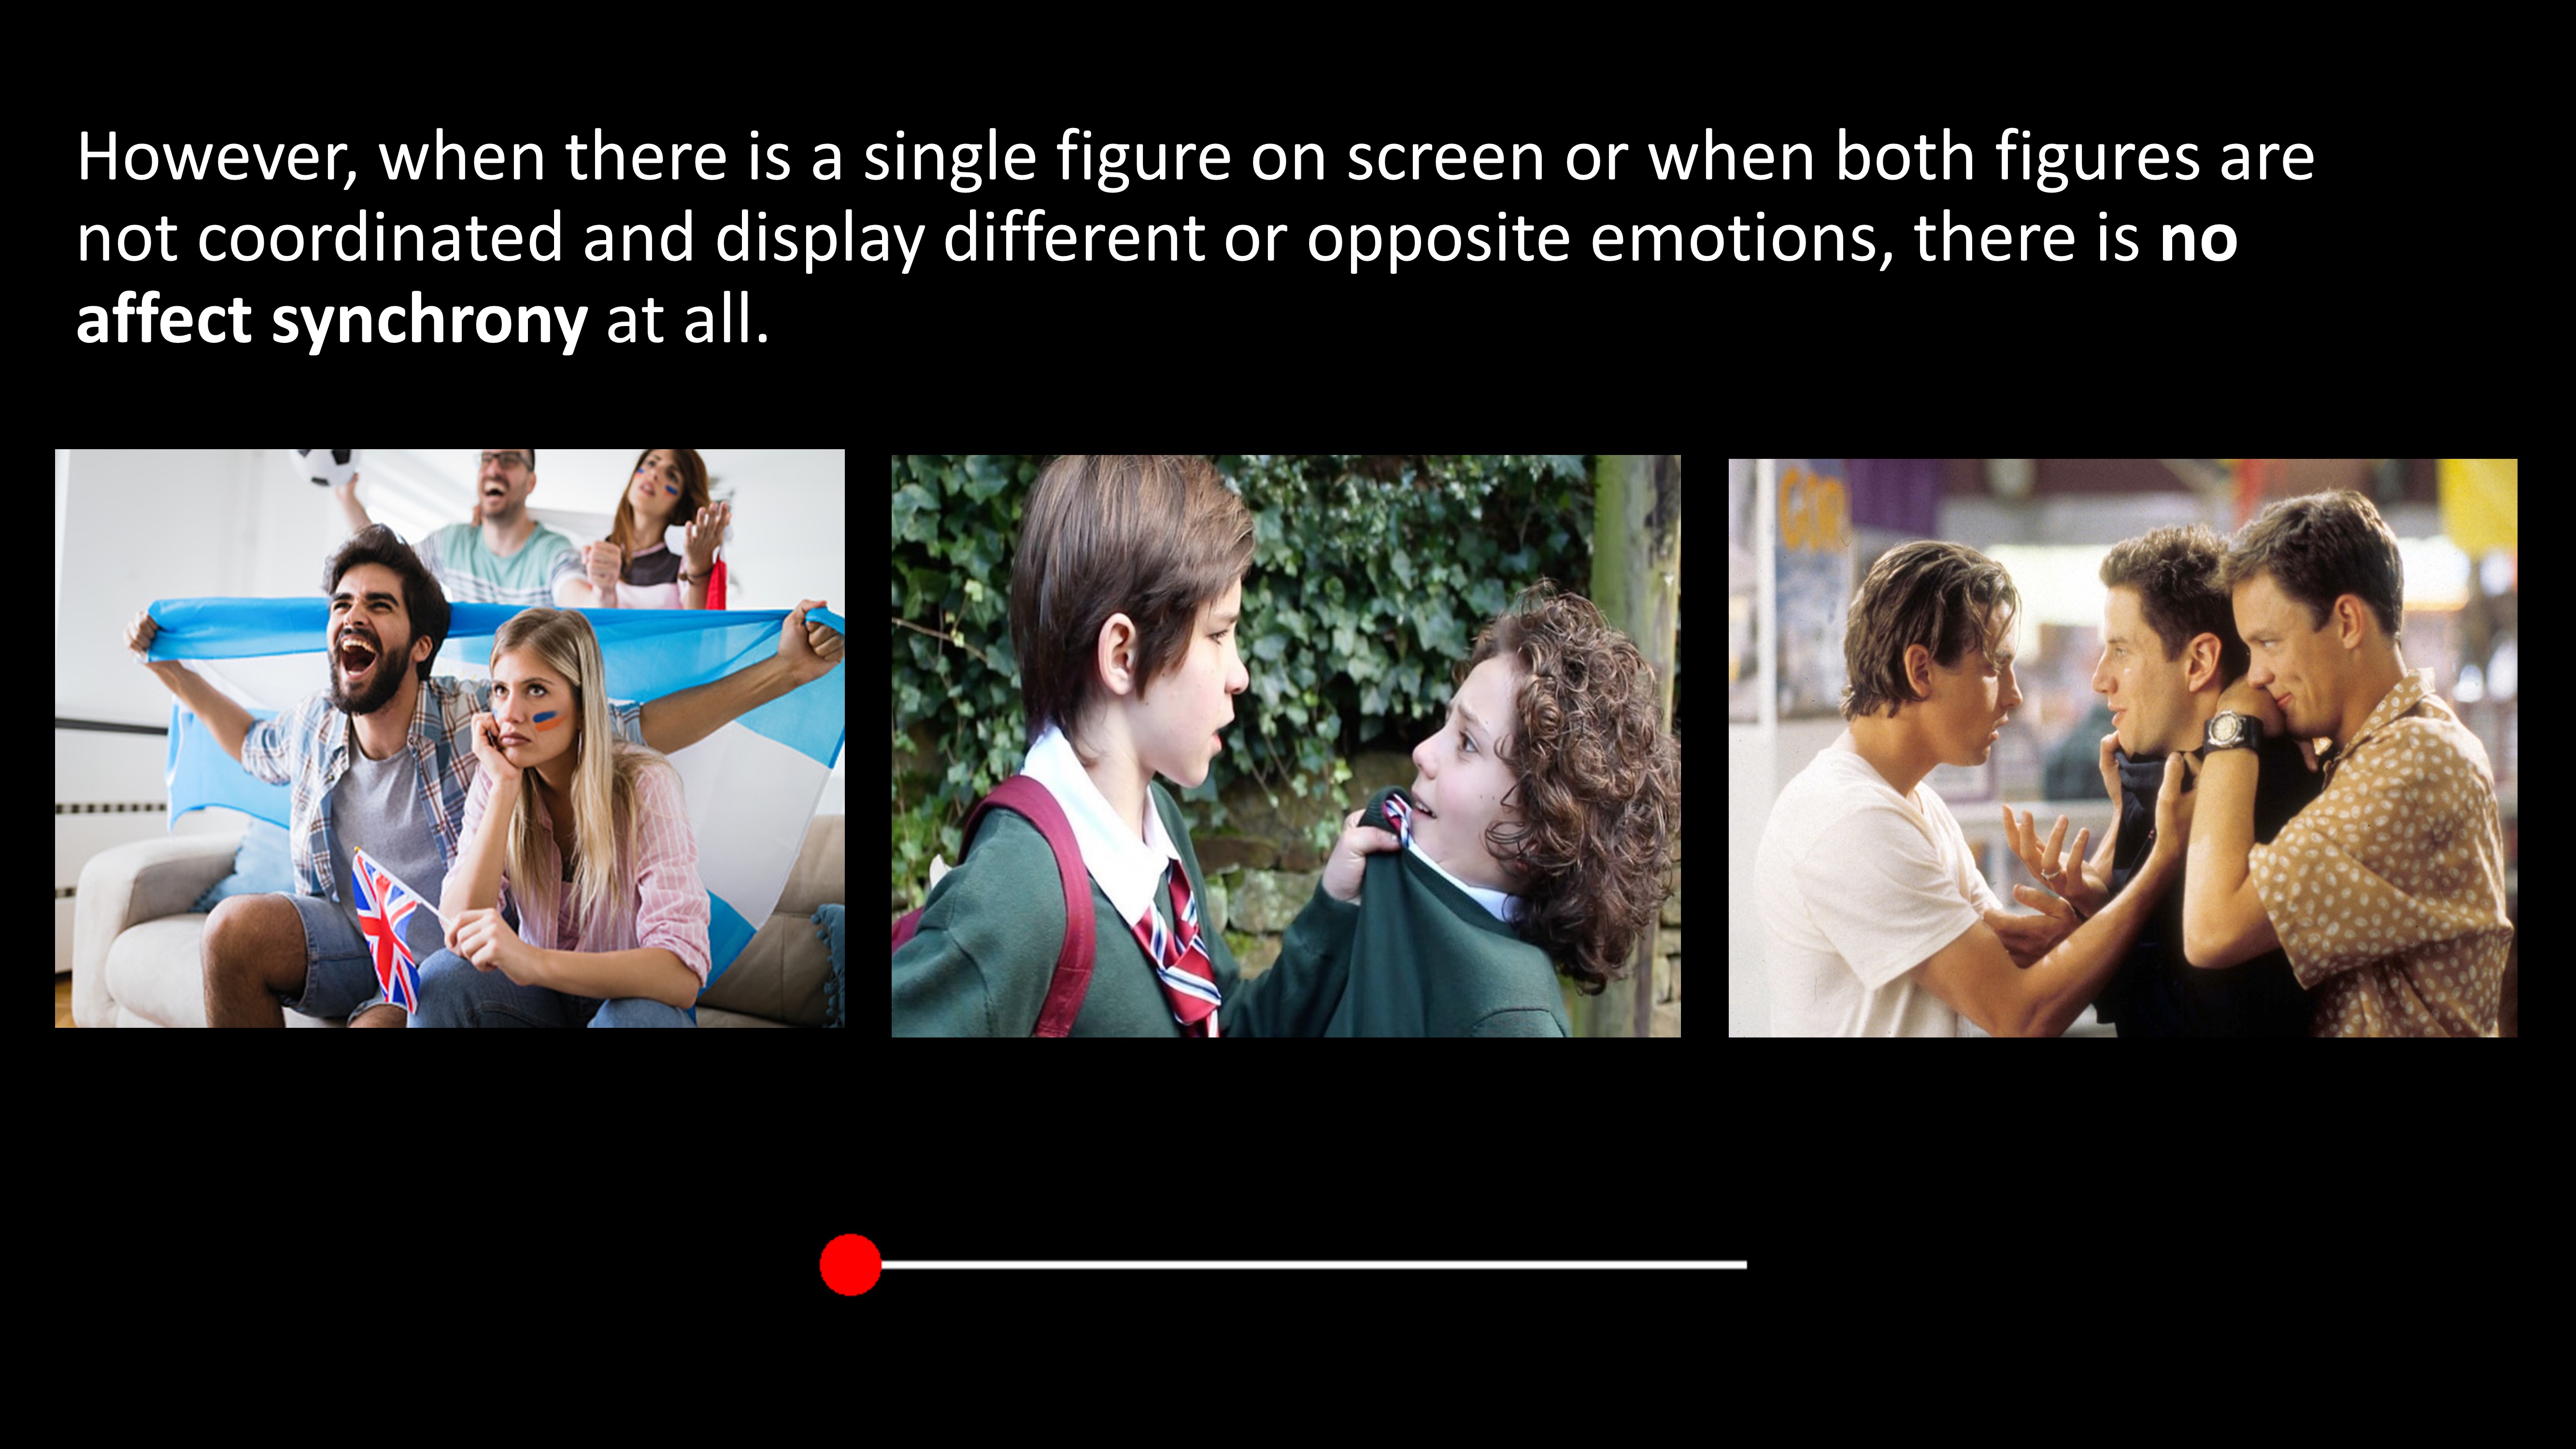 However, when there is a single figure on screen or when both figures are
not coordinated and display different or opposite emotions, there is no
affect synchrony at all.